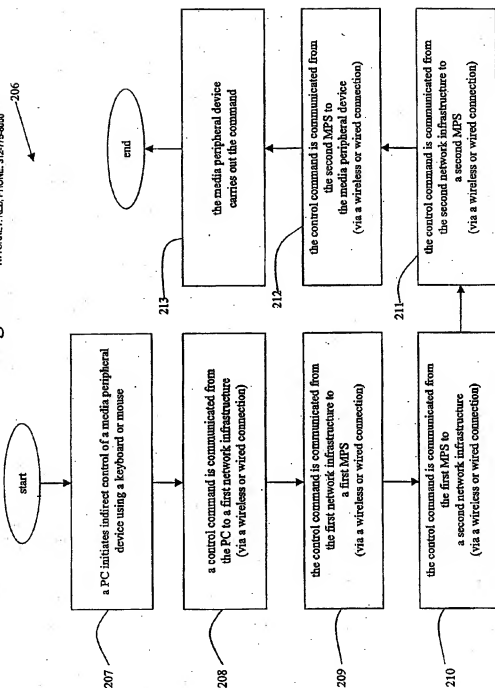 206
start
207
a PC initiates indirect control of a media peripheral
device using a keyboard or mouse
208
a control command is communicated from
the PC to a first network infrastructure
(via a wireless or wired connection)
209
the control command is communicated from
the first network infrastructure to
a first MPS
(via a wireless or wired connection)
210
the control command is communicated from
the first MPS to
a second network infrastructure
(via a wireless or wired connection)
211
the control command is communicated from
the second network infrastructure to
a second MPS
(via a wireless or wired connection)
212
the control command is communicated from
the second MPS to
the media peripheral device
(via a wireless or wired connection)
213
the media peripheral device
carries out the command
end